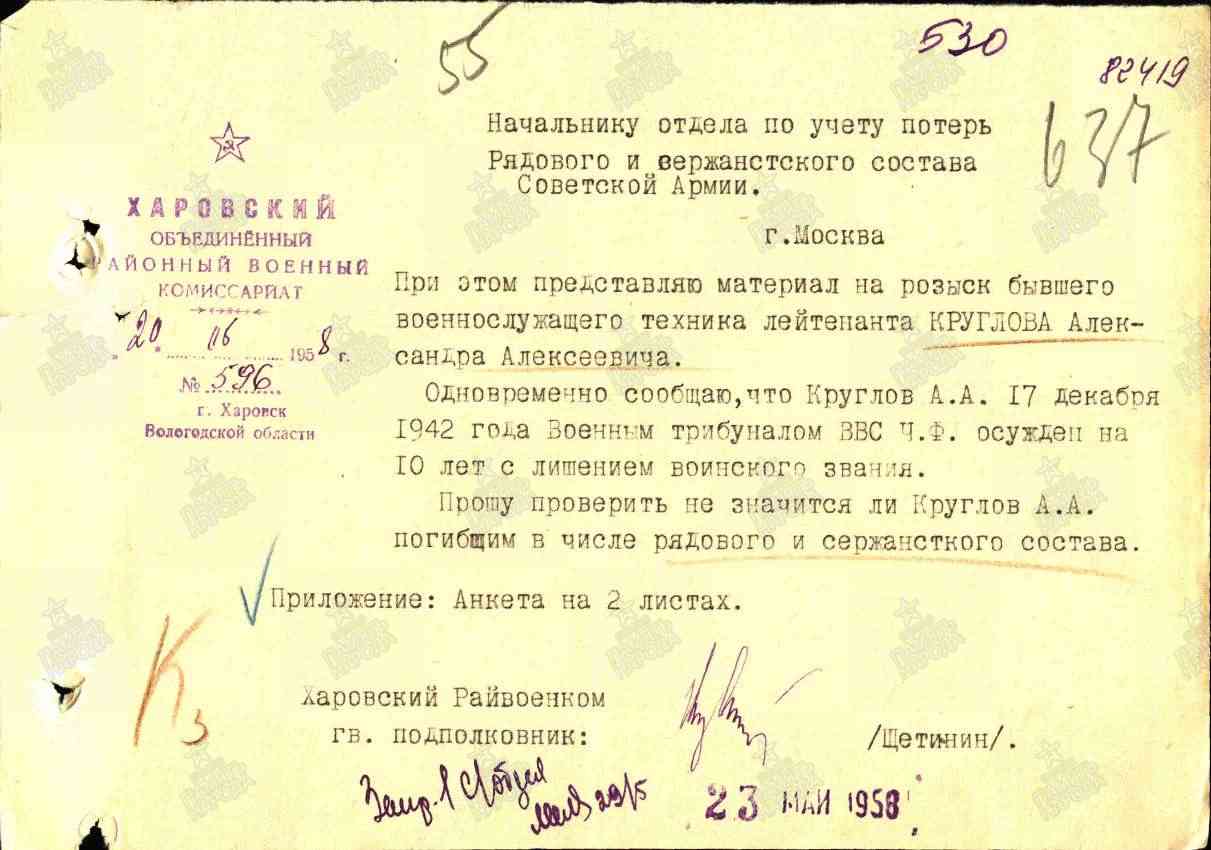 55
530
82419
637
Начальнику отдела по учету потерь
Рядового и сержанстского состава
Советской Армии.
г.Москва
ХАРОВСКИЙ
ОБЪЕДИНЁННЫЙ
РАЙОННЫЙ ВОЕННЫЙ
КОМИССАРИАТ
„20" 1958 г.
№ 596
г. Харовск
Вологодской области
При этом представляю материал на розыск бывшего
военнослужащего техника лейтенанта КРУГЛОВА Алек-
сандра Алексеевича.
Одновременно сообщаю,что Круглов А.А. 17 декабря
1942 года Военным трибуналом ВВС Ч.Ф. осужден на
10 лет с лишением воинского звания.
Прошу проверить не значится ли Круглов А.А.
погибшим в числе рядового и сержансткого состава.
Приложение: Анкета на 2 листах.
Харовский Райвоенком
гв. подполковник:
/Щетинин/.
23 МАЙ 1958